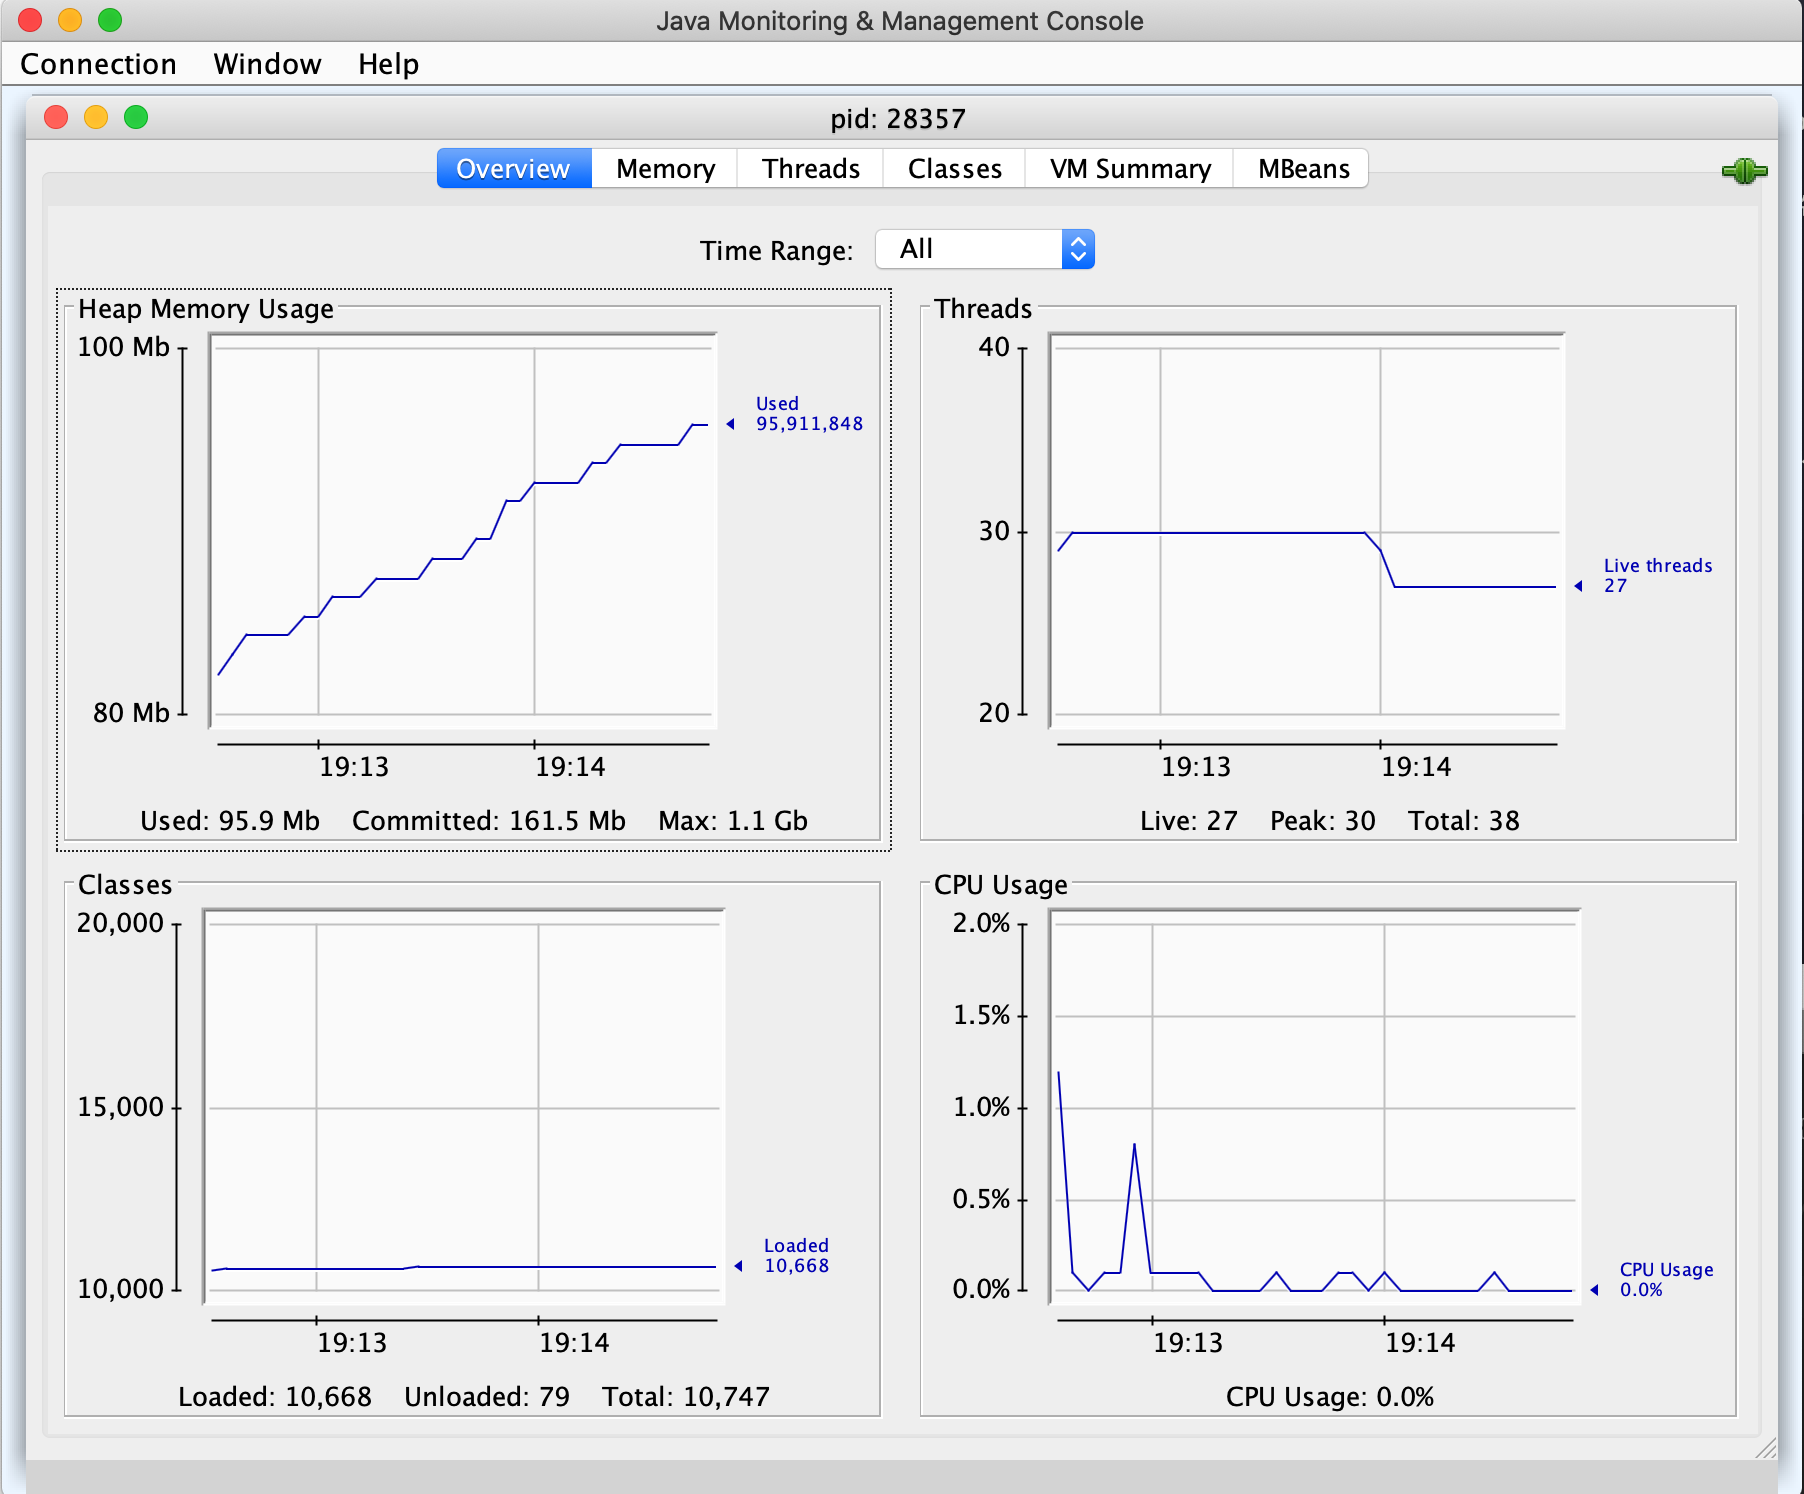 Java Monitoring & Management Console
Connection Window Help
pid: 28357
Overview Memory Threads Classes VM Summary MBeans
Time Range: All
Heap Memory Usage
100 Mb
80 Mb
Used
95,911,848
19:13 19:14
Used: 95.9 Mb Committed: 161.5 Mb Max: 1.1 Gb
Threads
40
30
20
Live threads
27
19:13 19:14
Live: 27 Peak: 30 Total: 38
Classes
20,000
15,000
10,000
Loaded
10,668
19:13 19:14
Loaded: 10,668 Unloaded: 79 Total: 10,747
CPU Usage
2.0%
1.5%
1.0%
0.5%
0.0%
CPU Usage
0.0%
19:13 19:14
CPU Usage: 0.0%